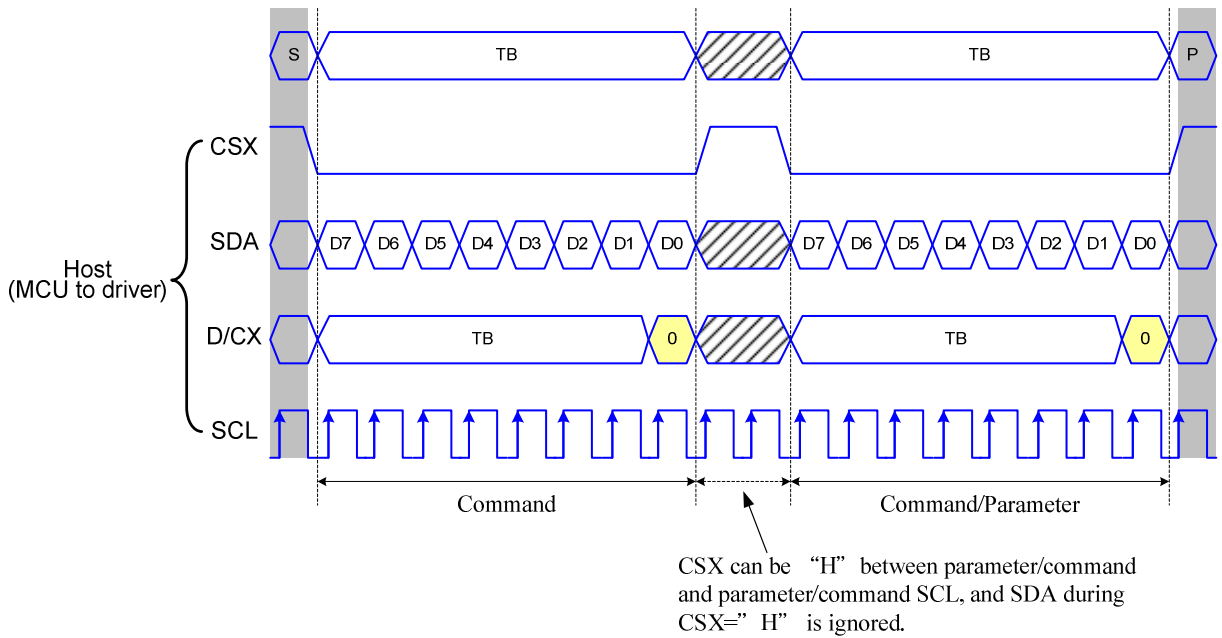 S TB TB P
CSX
SDA D7 D6 D5 D4 D3 D2 D1 D0 D7 D6 D5 D4 D3 D2 D1 D0
Host
(MCU to driver)
D/CX TB 0 TB 0
SCL
Command Command/Parameter
CSX can be “H” between parameter/command
and parameter/command SCL, and SDA during
CSX=”H” is ignored.